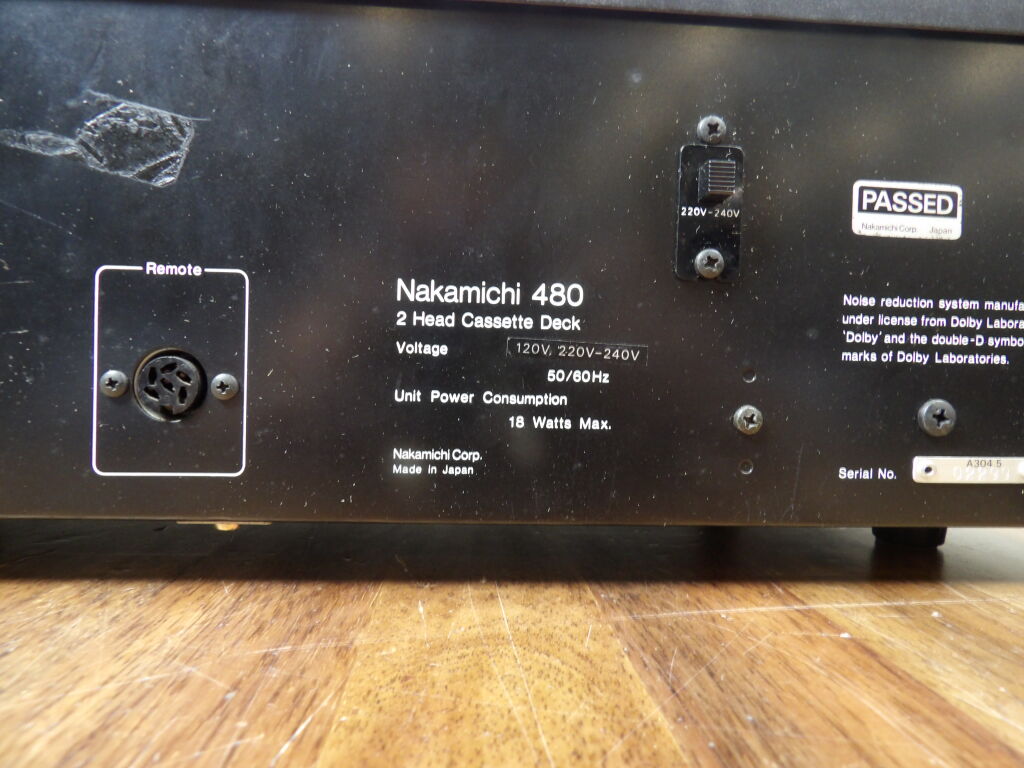 220V-240V
PASSED
Nakamichi Corp. Japan
Remote
Nakamichi 480
2 Head Cassette Deck
Voltage 120V, 220V-240V
50/60Hz
Unit Power Consumption
18 Watts Max.
Nakamichi Corp.
Made in Japan
Noise reduction system manufa
under license from Dolby Labora
'Dolby' and the double-D symbo
marks of Dolby Laboratories.
Serial No. A304 5